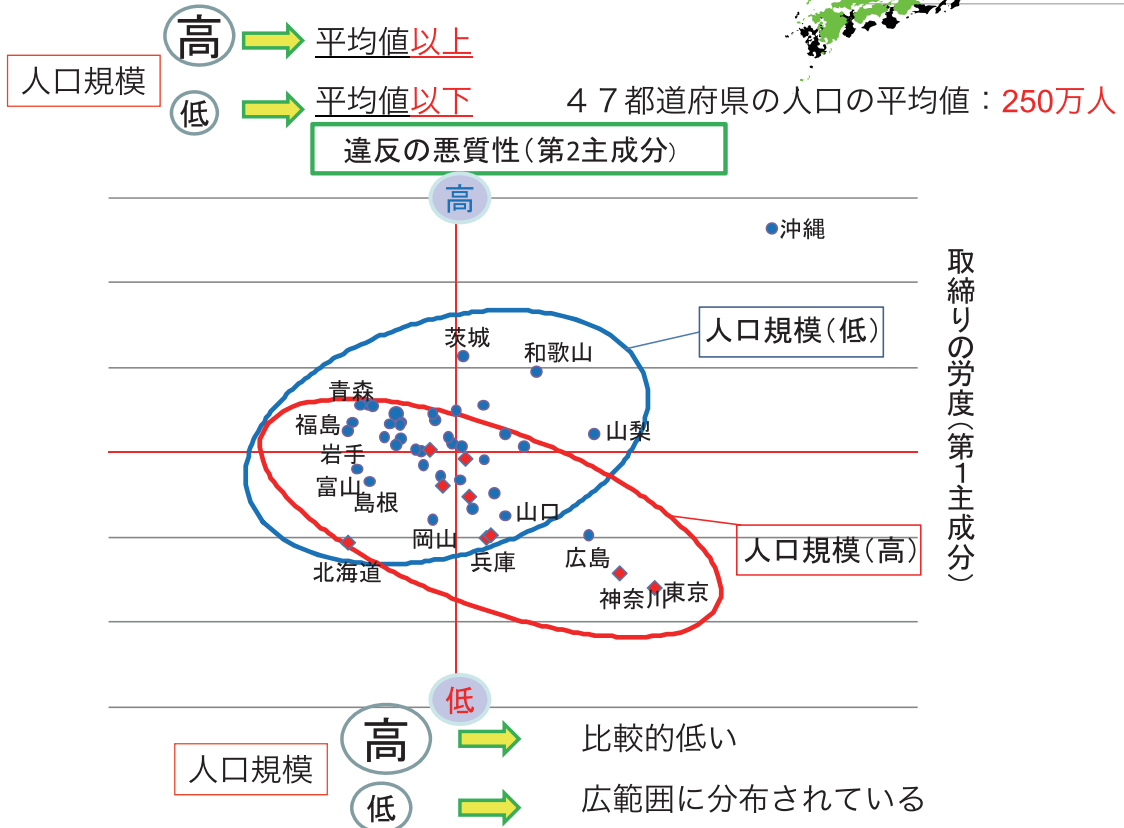 人口規模
高
平均値以上
低
平均値以下
４７都道府県の人口の平均値：250万人
違反の悪質性（第2主成分）
高
沖縄
取締りの労度（第１主成分）
人口規模（低）
茨城
和歌山
青森
福島
山梨
岩手
富山
島根
山口
岡山
兵庫
広島
人口規模（高）
北海道
神奈川
東京
低
人口規模
高
比較的低い
低
広範囲に分布されている